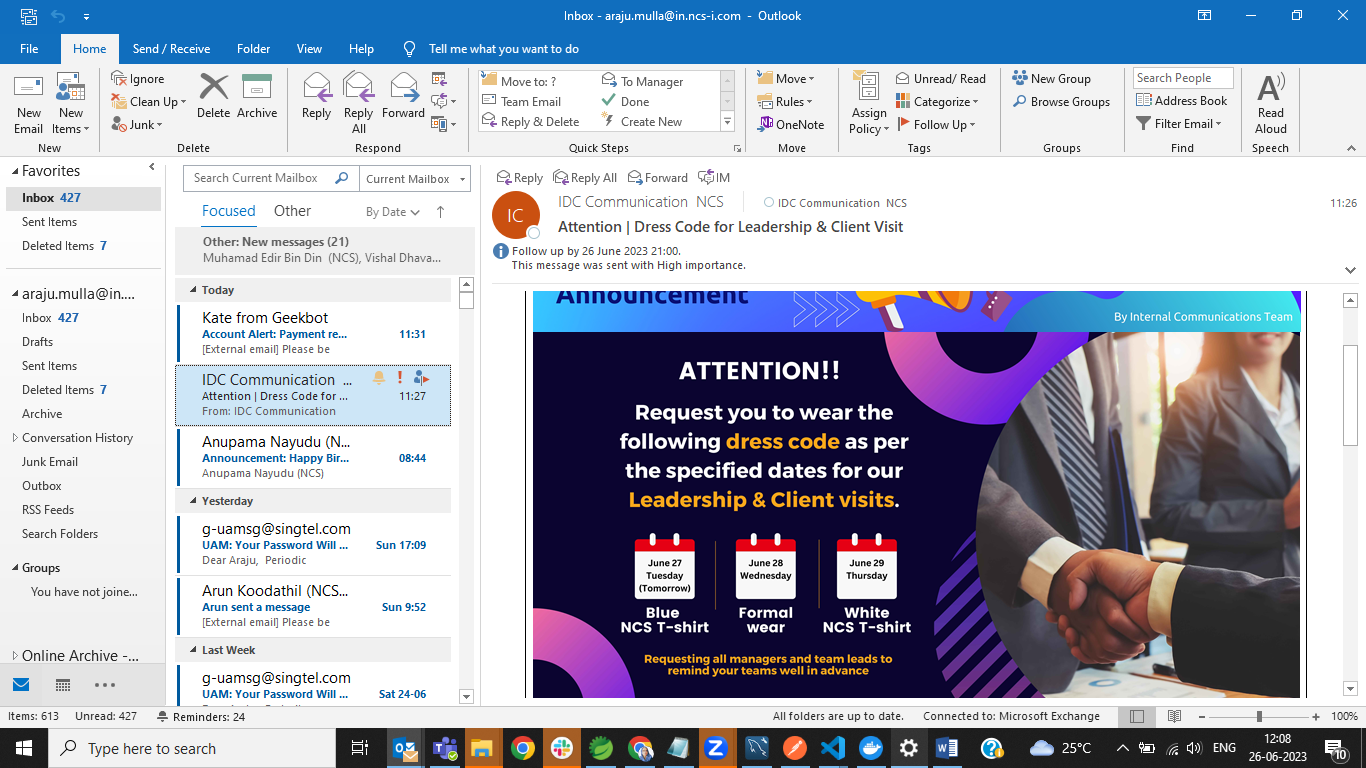 Inbox - araju.mulla@in.ncs-i.com - Outlook
File Home Send / Receive Folder View Help Tell me what you want to do
New Email
New Items
Ignore
Clean Up
Junk
Delete
Archive
Reply
Reply All
Forward
Move to: ?
Team Email
Reply & Delete
To Manager
Done
Create New
Move
Rules
OneNote
Assign Policy
Unread/ Read
Categorize
Follow Up
New Group
Browse Groups
Search People
Address Book
Filter Email
Read Aloud
New Delete Respond Quick Steps Move Tags Groups Find Speech
Favorites
Inbox 427
Sent Items
Deleted Items 7
araju.mulla@in....
Inbox 427
Drafts
Sent Items
Deleted Items 7
Archive
Conversation History
Junk Email
Outbox
RSS Feeds
Search Folders
Groups
You have not joine...
Online Archive -...
Search Current Mailbox Current Mailbox
Focused Other By Date
Other: New messages (21)
Muhamad Edir Bin Din (NCS), Vishal Dhava...
Today
Kate from Geekbot
Account Alert: Payment re... 11:31
[External email] Please be
IDC Communication ...
Attention | Dress Code for ... 11:27
From: IDC Communication
Anupama Nayudu (N...
Announcement: Happy Bir... 08:44
Anupama Nayudu (NCS)
Yesterday
g-uamsg@singtel.com
UAM: Your Password Will ... Sun 17:09
Dear Araju, Periodic
Arun Koodathil (NCS...
Arun sent a message Sun 9:52
[External email] Please be
Last Week
g-uamsg@singtel.com
UAM: Your Password Will ... Sat 24-06
Reply Reply All Forward IM
IC
IDC Communication NCS IDC Communication NCS 11:26
Attention | Dress Code for Leadership & Client Visit
Follow up by 26 June 2023 21:00.
This message was sent with High importance.
Announcement
By Internal Communications Team
ATTENTION!!
Request you to wear the
following dress code as per
the specified dates for our
Leadership & Client visits.
June 27
Tuesday
(Tomorrow)
Blue
NCS T-shirt
June 28
Wednesday
Formal
wear
June 29
Thursday
White
NCS T-shirt
Requesting all managers and team leads to
remind your teams well in advance
Items: 613 Unread: 427 Reminders: 24 All folders are up to date. Connected to: Microsoft Exchange 100%
Type here to search 25°C ENG 12:08
26-06-2023
10